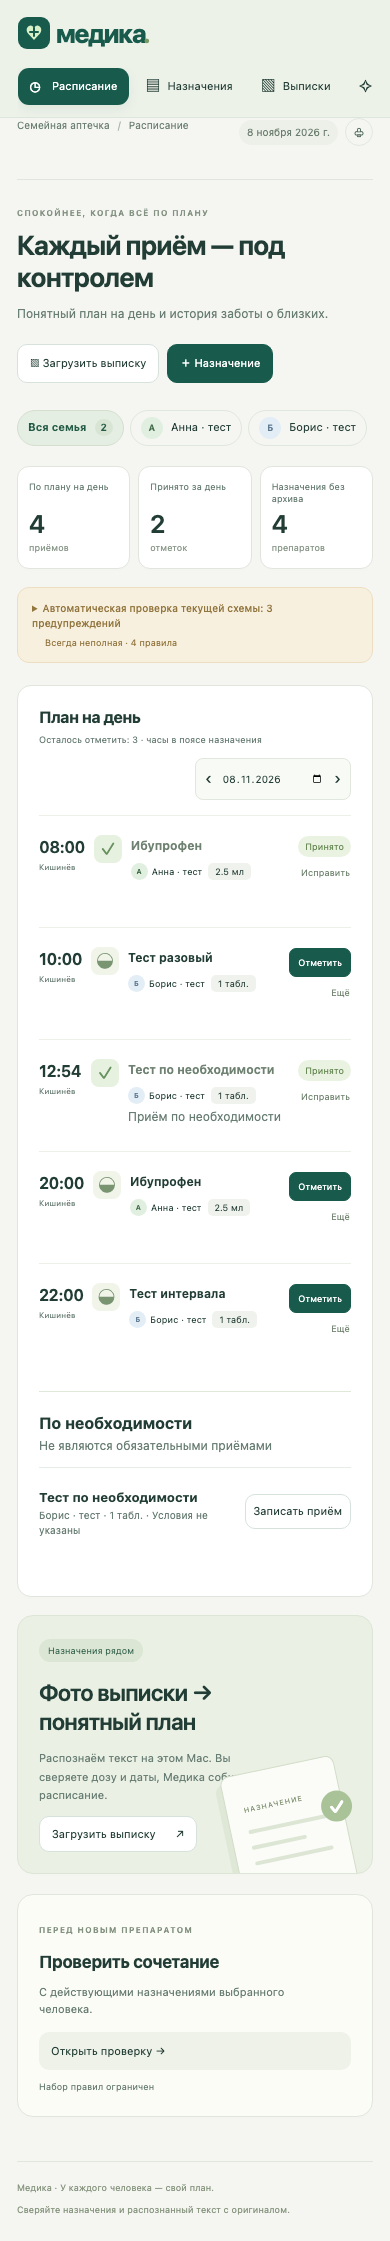 медика.
Расписание
Назначения
Выписки
Семейная аптечка / Расписание
8 ноября 2026 г.
СПОКОЙНЕЕ, КОГДА ВСЁ ПО ПЛАНУ
Каждый приём — под
контролем
Понятный план на день и история заботы о близких.
Загрузить выписку
+ Назначение
Вся семья 2
А Анна · тест
Б Борис · тест
По плану на день
4
приёмов
Принято за день
2
отметок
Назначения без
архива
4
препаратов
Автоматическая проверка текущей схемы: 3
предупреждений
Всегда неполная · 4 правила
План на день
Осталось отметить: 3 · часы в поясе назначения
‹ 08.11.2026 ›
08:00
Кишинёв
Ибупрофен
А Анна · тест 2.5 мл
Принято
Исправить
10:00
Кишинёв
Тест разовый
Б Борис · тест 1 табл.
Отметить
Ещё
12:54
Кишинёв
Тест по необходимости
Б Борис · тест 1 табл.
Приём по необходимости
Принято
Исправить
20:00
Кишинёв
Ибупрофен
А Анна · тест 2.5 мл
Отметить
Ещё
22:00
Кишинёв
Тест интервала
Б Борис · тест 1 табл.
Отметить
Ещё
По необходимости
Не являются обязательными приёмами
Тест по необходимости
Борис · тест · 1 табл. · Условия не
указаны
Записать приём
Назначения рядом
Фото выписки →
понятный план
Распознаём текст на этом Mac. Вы
сверяете дозу и даты, Медика
расписание.
Загрузить выписку ↗
НАЗНАЧЕНИЕ
ПЕРЕД НОВЫМ ПРЕПАРАТОМ
Проверить сочетание
С действующими назначениями выбранного
человека.
Открыть проверку →
Набор правил ограничен
Медика · У каждого человека — свой план.
Сверяйте назначения и распознанный текст с оригиналом.